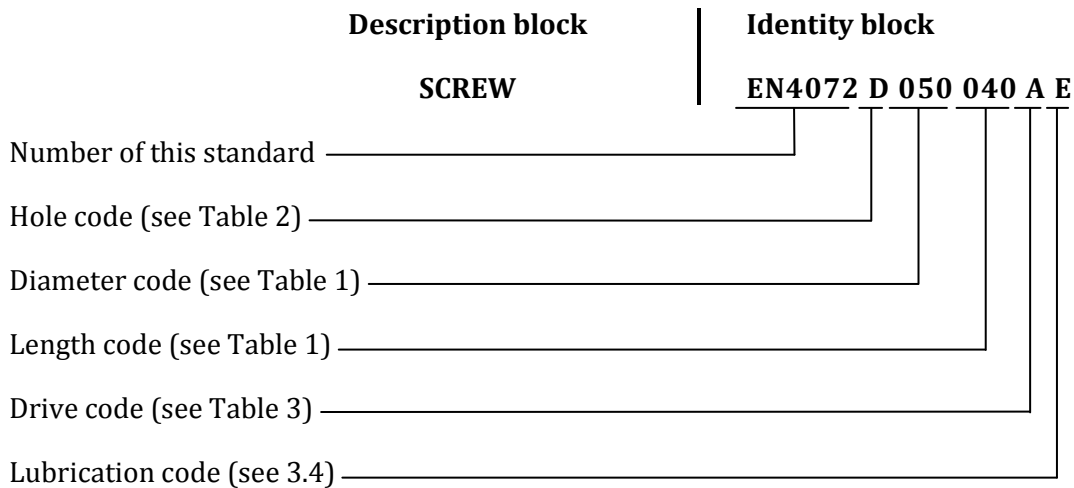 Description block Identity block
SCREW EN4072 D 050 040 A E
Number of this standard
Hole code (see Table 2)
Diameter code (see Table 1)
Length code (see Table 1)
Drive code (see Table 3)
Lubrication code (see 3.4)